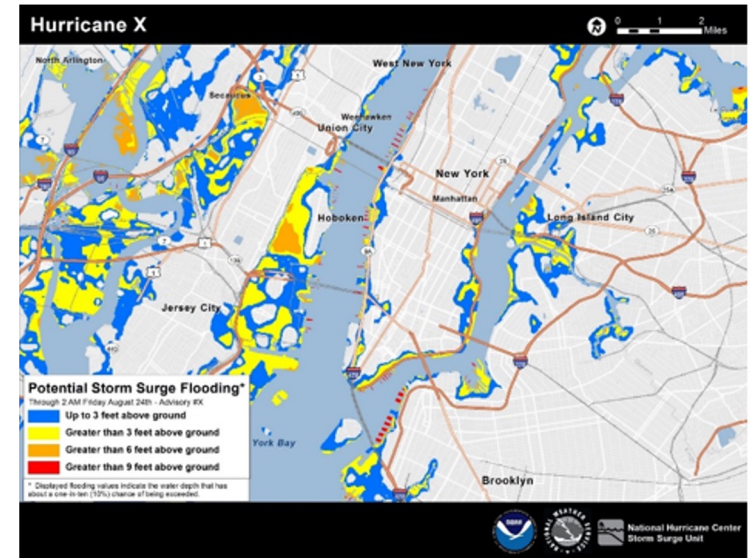 Hurricane X
0 1 2
Miles
North Arlington
West New York
Secaucus
Weehawken
Union City
New York
Manhattan
Hoboken
Long Island City
Jersey City
Potential Storm Surge Flooding*
Through 2 AM Friday August 24th - Advisory #X
Up to 3 feet above ground
Greater than 3 feet above ground
Greater than 6 feet above ground
Greater than 9 feet above ground
* Displayed flooding values indicate the water depth that has
about a one-in-ten (10%) chance of being exceeded.
York Bay
Brooklyn
NOAA
NATIONAL WEATHER SERVICE
National Hurricane Center
Storm Surge Unit